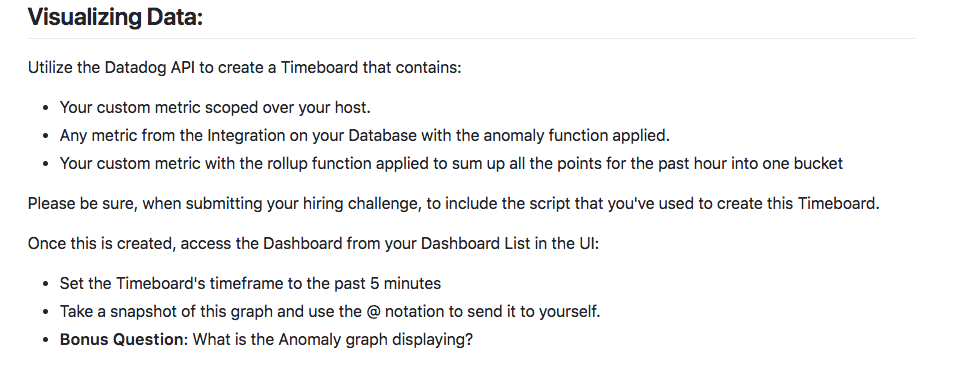 Visualizing Data:
Utilize the Datadog API to create a Timeboard that contains:
• Your custom metric scoped over your host.
• Any metric from the Integration on your Database with the anomaly function applied.
• Your custom metric with the rollup function applied to sum up all the points for the past hour into one bucket
Please be sure, when submitting your hiring challenge, to include the script that you've used to create this Timeboard.
Once this is created, access the Dashboard from your Dashboard List in the UI:
• Set the Timeboard's timeframe to the past 5 minutes
• Take a snapshot of this graph and use the @ notation to send it to yourself.
• Bonus Question: What is the Anomaly graph displaying?